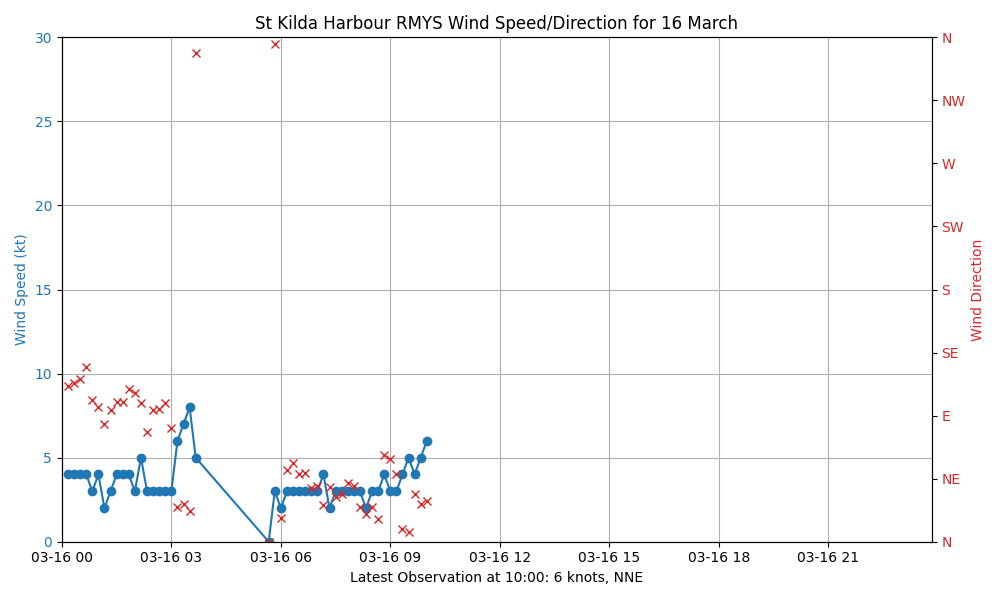 St Kilda Harbour RMYS Wind Speed/Direction for 16 March
30
25
20
15
10
5
0
Wind Speed (kt)
N
NW
W
SW
S
SE
E
NE
N
Wind Direction
03-16 00
03-16 03
03-16 06
03-16 09
03-16 12
03-16 15
03-16 18
03-16 21
Latest Observation at 10:00: 6 knots, NNE